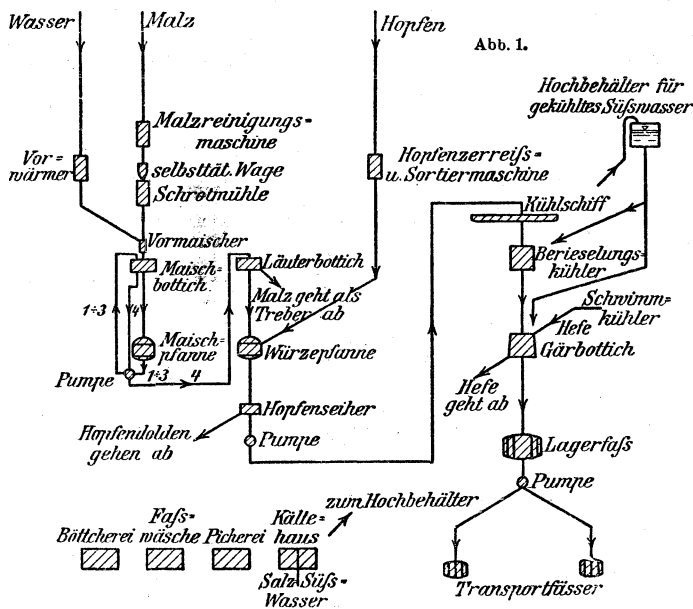 Wasser
Malz
Hopfen
Abb. 1.
Hochbehälter für
gekühltes Süßwasser
Malzreinigungs=
maschine
Vor=
wärmer
selbsttät. Wage
Schrotmühle
Hopfenzerreiß=
u. Sortiermaschine
Kühlschiff
Vormaischer
Maisch=
bottich
Läuterbottich
Berieselungs=
kühler
Malz geht als
Treber ab
1÷3
4
Schwimm=
kühler
Hefe
Gärbottich
Maisch=
pfanne
Würzepfanne
Pumpe
1÷3
4
Hefe
geht ab
Hopfenseiher
Hopfendolden
gehen ab
Pumpe
Lagerfaß
Pumpe
zum Hochbehälter
Böttcherei
Faß=
wäsche
Picherei
Kälte=
haus
Salz=Süß=
Wasser
Transportfässer